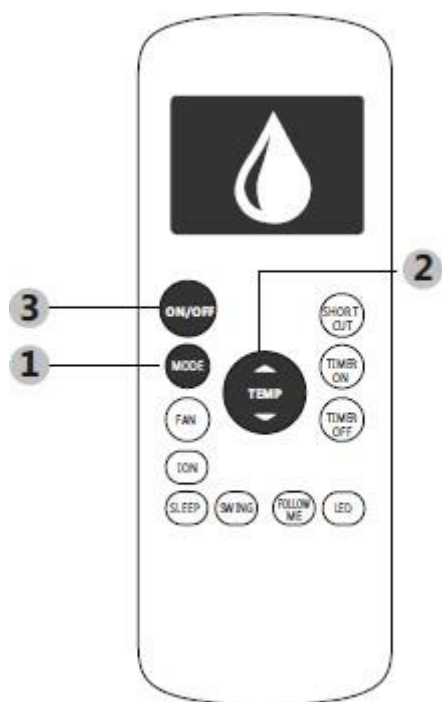 2
3
ON/OFF
SHORT
CUT
1
MODE
TEMP
TIMER
ON
FAN
TIMER
OFF
ION
SLEEP
SWING
FOLLOW
ME
LED